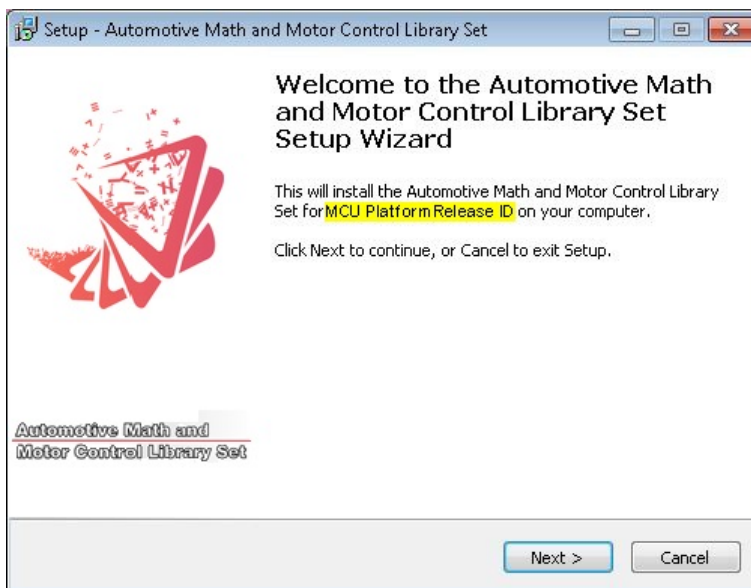 Setup - Automotive Math and Motor Control Library Set
Welcome to the Automotive Math
and Motor Control Library Set
Setup Wizard
This will install the Automotive Math and Motor Control Library
Set for MCU Platform Release ID on your computer.
Click Next to continue, or Cancel to exit Setup.
Automotive Math and
Motor Control Library Set
Next >
Cancel